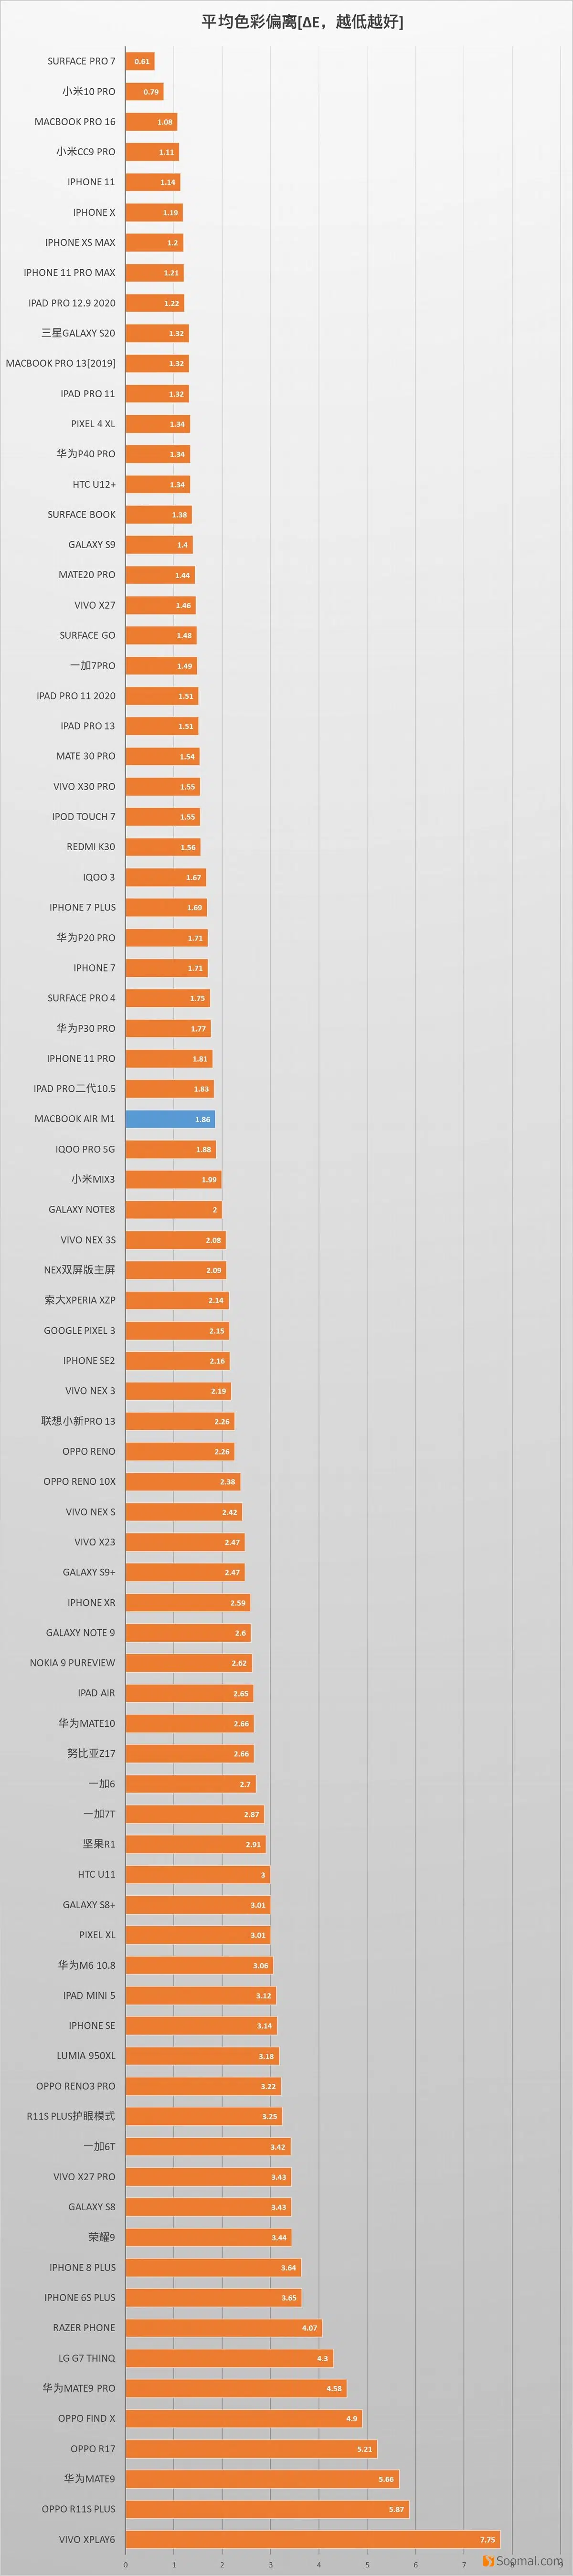 平均色彩偏离[ΔE，越低越好]
SURFACE PRO 7 0.61
小米10 PRO 0.79
MACBOOK PRO 16 1.08
小米CC9 PRO 1.11
IPHONE 11 1.14
IPHONE X 1.19
IPHONE XS MAX 1.2
IPHONE 11 PRO MAX 1.21
IPAD PRO 12.9 2020 1.22
三星GALAXY S20 1.32
MACBOOK PRO 13[2019] 1.32
IPAD PRO 11 1.32
PIXEL 4 XL 1.34
华为P40 PRO 1.34
HTC U12+ 1.34
SURFACE BOOK 1.38
GALAXY S9 1.4
MATE20 PRO 1.44
VIVO X27 1.46
SURFACE GO 1.48
一加7PRO 1.49
IPAD PRO 11 2020 1.51
IPAD PRO 13 1.51
MATE 30 PRO 1.54
VIVO X30 PRO 1.55
IPOD TOUCH 7 1.55
REDMI K30 1.56
IQOO 3 1.67
IPHONE 7 PLUS 1.69
华为P20 PRO 1.71
IPHONE 7 1.71
SURFACE PRO 4 1.75
华为P30 PRO 1.77
IPHONE 11 PRO 1.81
IPAD PRO二代10.5 1.83
MACBOOK AIR M1 1.86
IQOO PRO 5G 1.88
小米MIX3 1.99
GALAXY NOTE8 2
VIVO NEX 3S 2.08
NEX双屏版主屏 2.09
索大XPERIA XZP 2.14
GOOGLE PIXEL 3 2.15
IPHONE SE2 2.16
VIVO NEX 3 2.19
联想小新PRO 13 2.26
OPPO RENO 2.26
OPPO RENO 10X 2.38
VIVO NEX S 2.42
VIVO X23 2.47
GALAXY S9+ 2.47
IPHONE XR 2.59
GALAXY NOTE 9 2.6
NOKIA 9 PUREVIEW 2.62
IPAD AIR 2.65
华为MATE10 2.66
努比亚Z17 2.66
一加6 2.7
一加7T 2.87
坚果R1 2.91
HTC U11 3
GALAXY S8+ 3.01
PIXEL XL 3.01
华为M6 10.8 3.06
IPAD MINI 5 3.12
IPHONE SE 3.14
LUMIA 950XL 3.18
OPPO RENO3 PRO 3.22
R11S PLUS护眼模式 3.25
一加6T 3.42
VIVO X27 PRO 3.43
GALAXY S8 3.43
荣耀9 3.44
IPHONE 8 PLUS 3.64
IPHONE 6S PLUS 3.65
RAZER PHONE 4.07
LG G7 THINQ 4.3
华为MATE9 PRO 4.58
OPPO FIND X 4.9
OPPO R17 5.21
华为MATE9 5.66
OPPO R11S PLUS 5.87
VIVO XPLAY6 7.75
0 1 2 3 4 5 6 7 8 9
Soomal.com